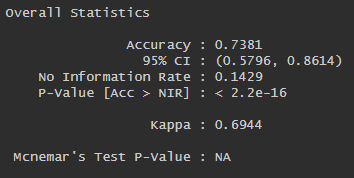 Overall Statistics
Accuracy : 0.7381
95% CI : (0.5796, 0.8614)
No Information Rate : 0.1429
P-Value [Acc > NIR] : < 2.2e-16
Kappa : 0.6944
Mcnemar's Test P-Value : NA